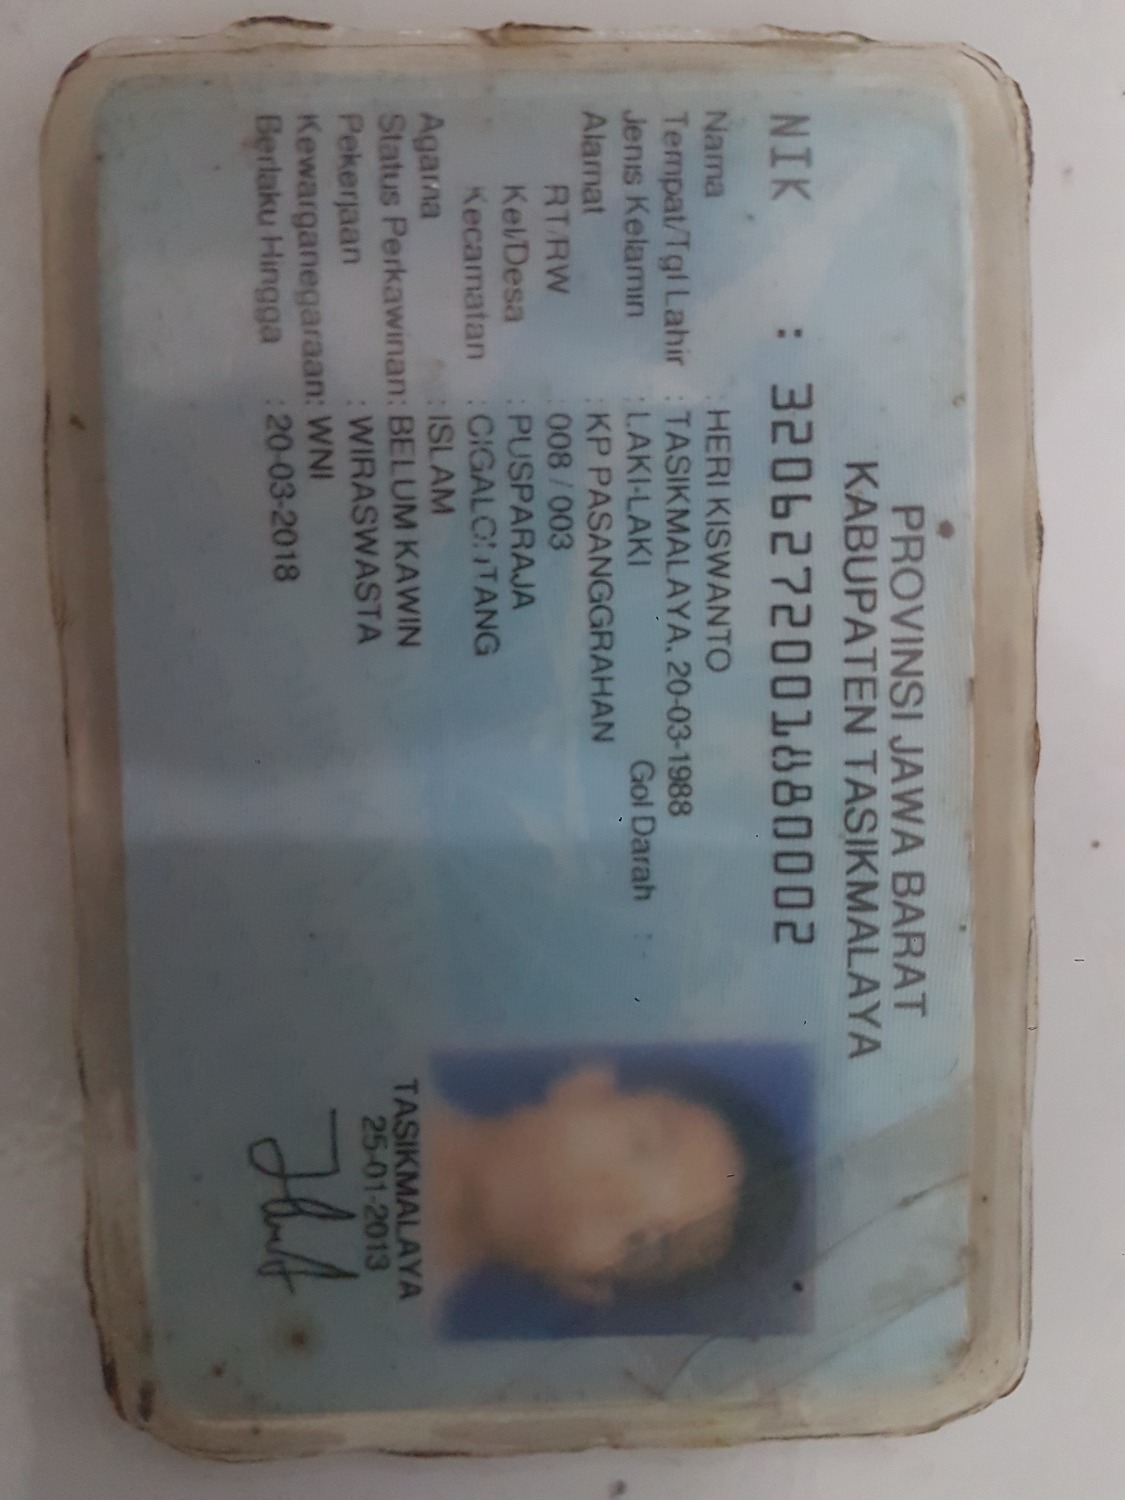 PROVINSI JAWA BARAT
KABUPATEN TASIKMALAYA
NIK : 3206272001880002
Nama : HERI KISWANTO
Tempat/Tgl Lahir : TASIKMALAYA, 20-03-1988
Jenis Kelamin : LAKI-LAKI Gol Darah :
Alamat : KP PASANGGRAHAN
RT/RW : 008 / 003
Kel/Desa : PUSPARAJA
Kecamatan :
Agama : ISLAM
Status Perkawinan: BELUM KAWIN
Pekerjaan : WIRASWASTA
Kewarganegaraan: WNI
Berlaku Hingga : 20-03-2018
TASIKMALAYA
25-01-2013